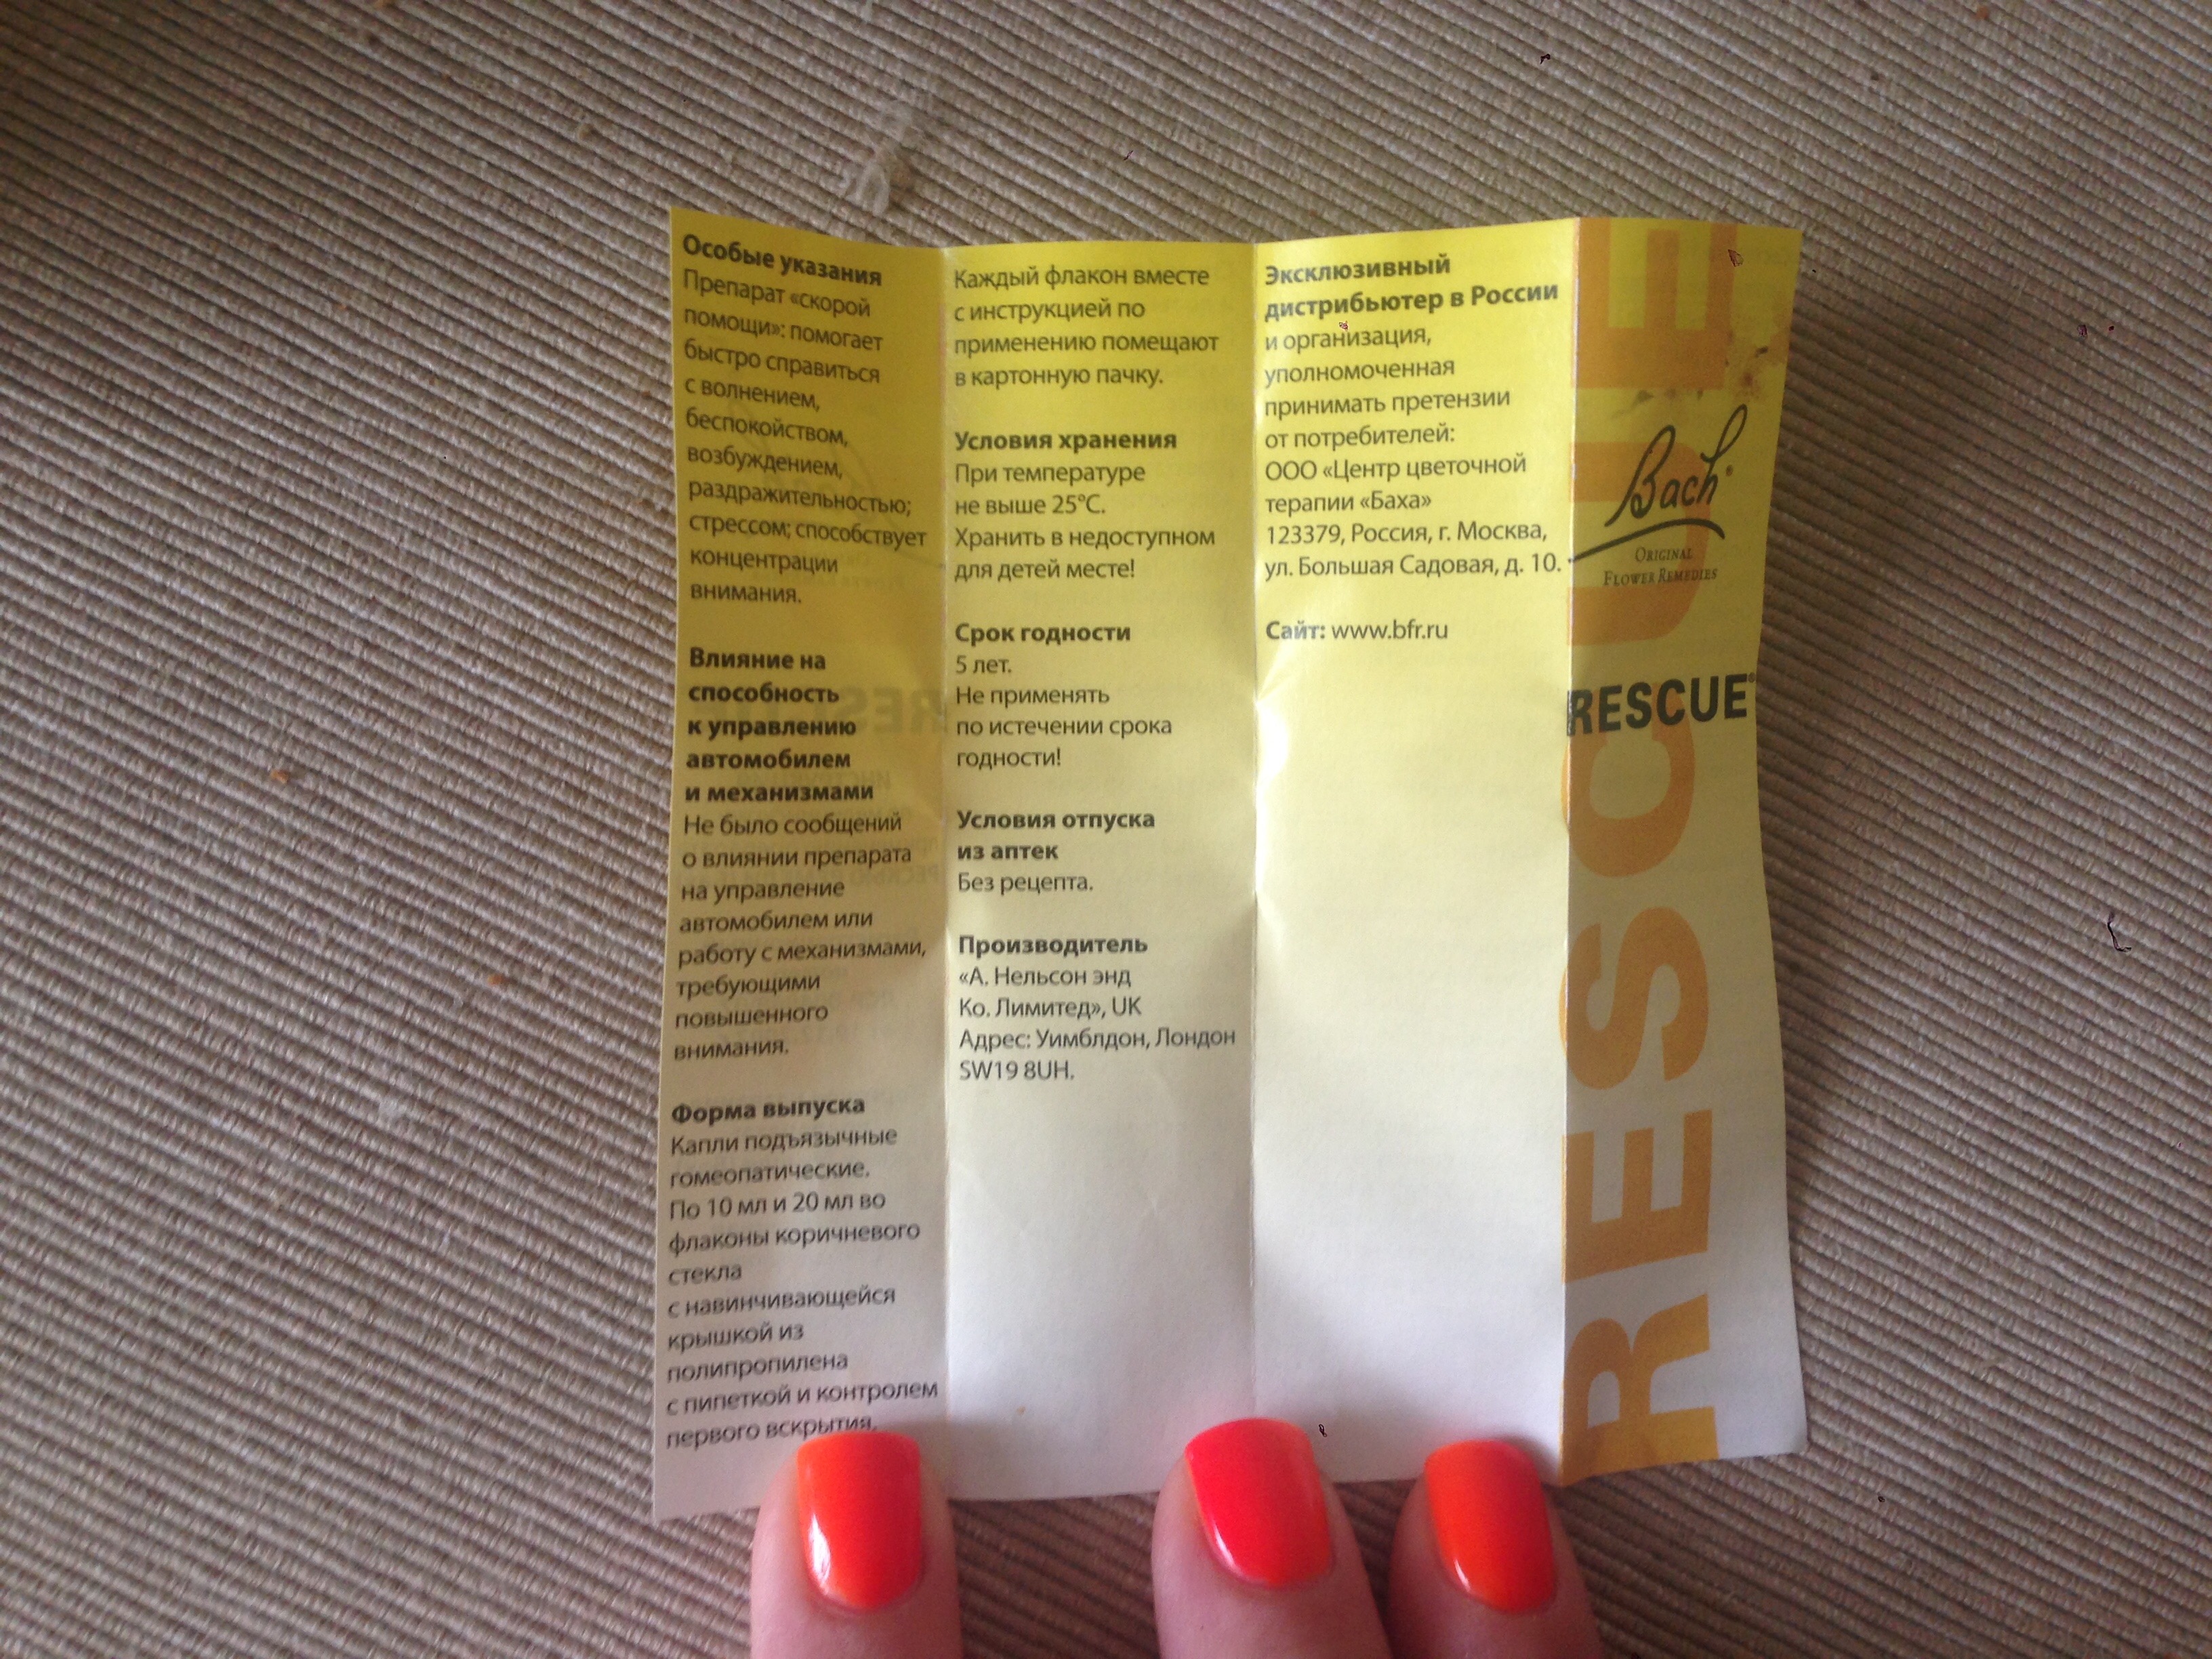 Особые указания
Препарат «скорой
помощи»: помогает
быстро справиться
с волнением,
беспокойством,
возбуждением,
раздражительностью;
стрессом; способствует
концентрации
внимания.
Влияние на
способность
к управлению
автомобилем
и механизмами
Не было сообщений
о влиянии препарата
на управление
автомобилем или
работу с механизмами,
требующими
повышенного
внимания.
Форма выпуска
Капли подъязычные
гомеопатические.
По 10 мл и 20 мл во
флаконы коричневого
стекла
с навинчивающейся
крышкой из
полипропилена
с пипеткой и контролем
первого вскрытия.
Каждый флакон вместе
с инструкцией по
применению помещают
в картонную пачку.
Условия хранения
При температуре
не выше 25°С.
Хранить в недоступном
для детей месте!
Срок годности
5 лет.
Не применять
по истечении срока
годности!
Условия отпуска
из аптек
Без рецепта.
Производитель
«А. Нельсон энд
Ко. Лимитед», UK
Адрес: Уимблдон, Лондон
SW19 8UH.
Эксклюзивный
дистрибьютер в России
и организация,
уполномоченная
принимать претензии
от потребителей:
ООО «Центр цветочной
терапии «Баха»
123379, Россия, г. Москва,
ул. Большая Садовая, д. 10.
Сайт: www.bfr.ru
Bach®
ORIGINAL
FLOWER REMEDIES
RESCUE®
RESCUE